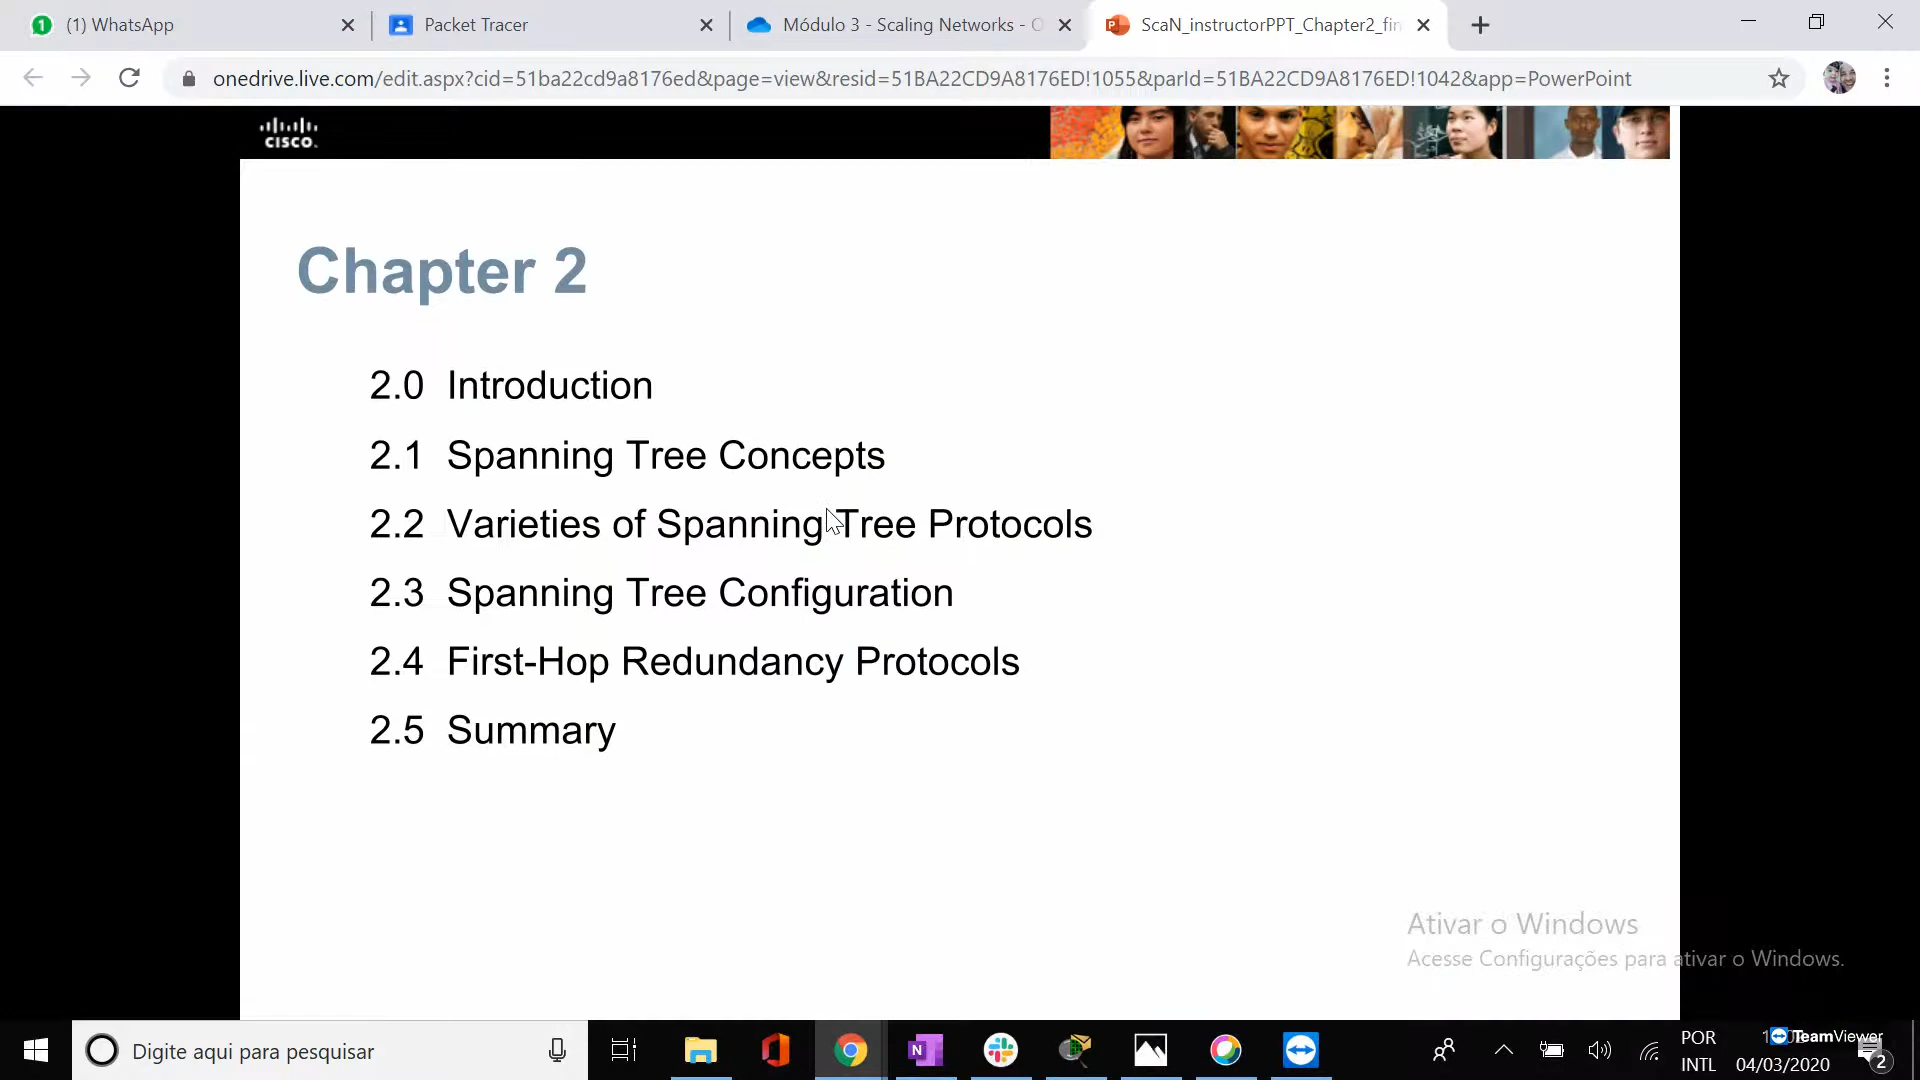 (1) WhatsApp
Packet Tracer
Módulo 3 - Scaling Networks - O
ScaN_instructorPPT_Chapter2_fin
onedrive.live.com/edit.aspx?cid=51ba22cd9a8176ed&page=view&resid=51BA22CD9A8176ED!1055&parId=51BA22CD9A8176ED!1042&app=PowerPoint
CISCO.
Chapter 2
2.0 Introduction
2.1 Spanning Tree Concepts
2.2 Varieties of Spanning Tree Protocols
2.3 Spanning Tree Configuration
2.4 First-Hop Redundancy Protocols
2.5 Summary
Ativar o Windows
Acesse Configurações para ativar o Windows.
Digite aqui para pesquisar
POR
INTL
TeamViewer
04/03/2020
2